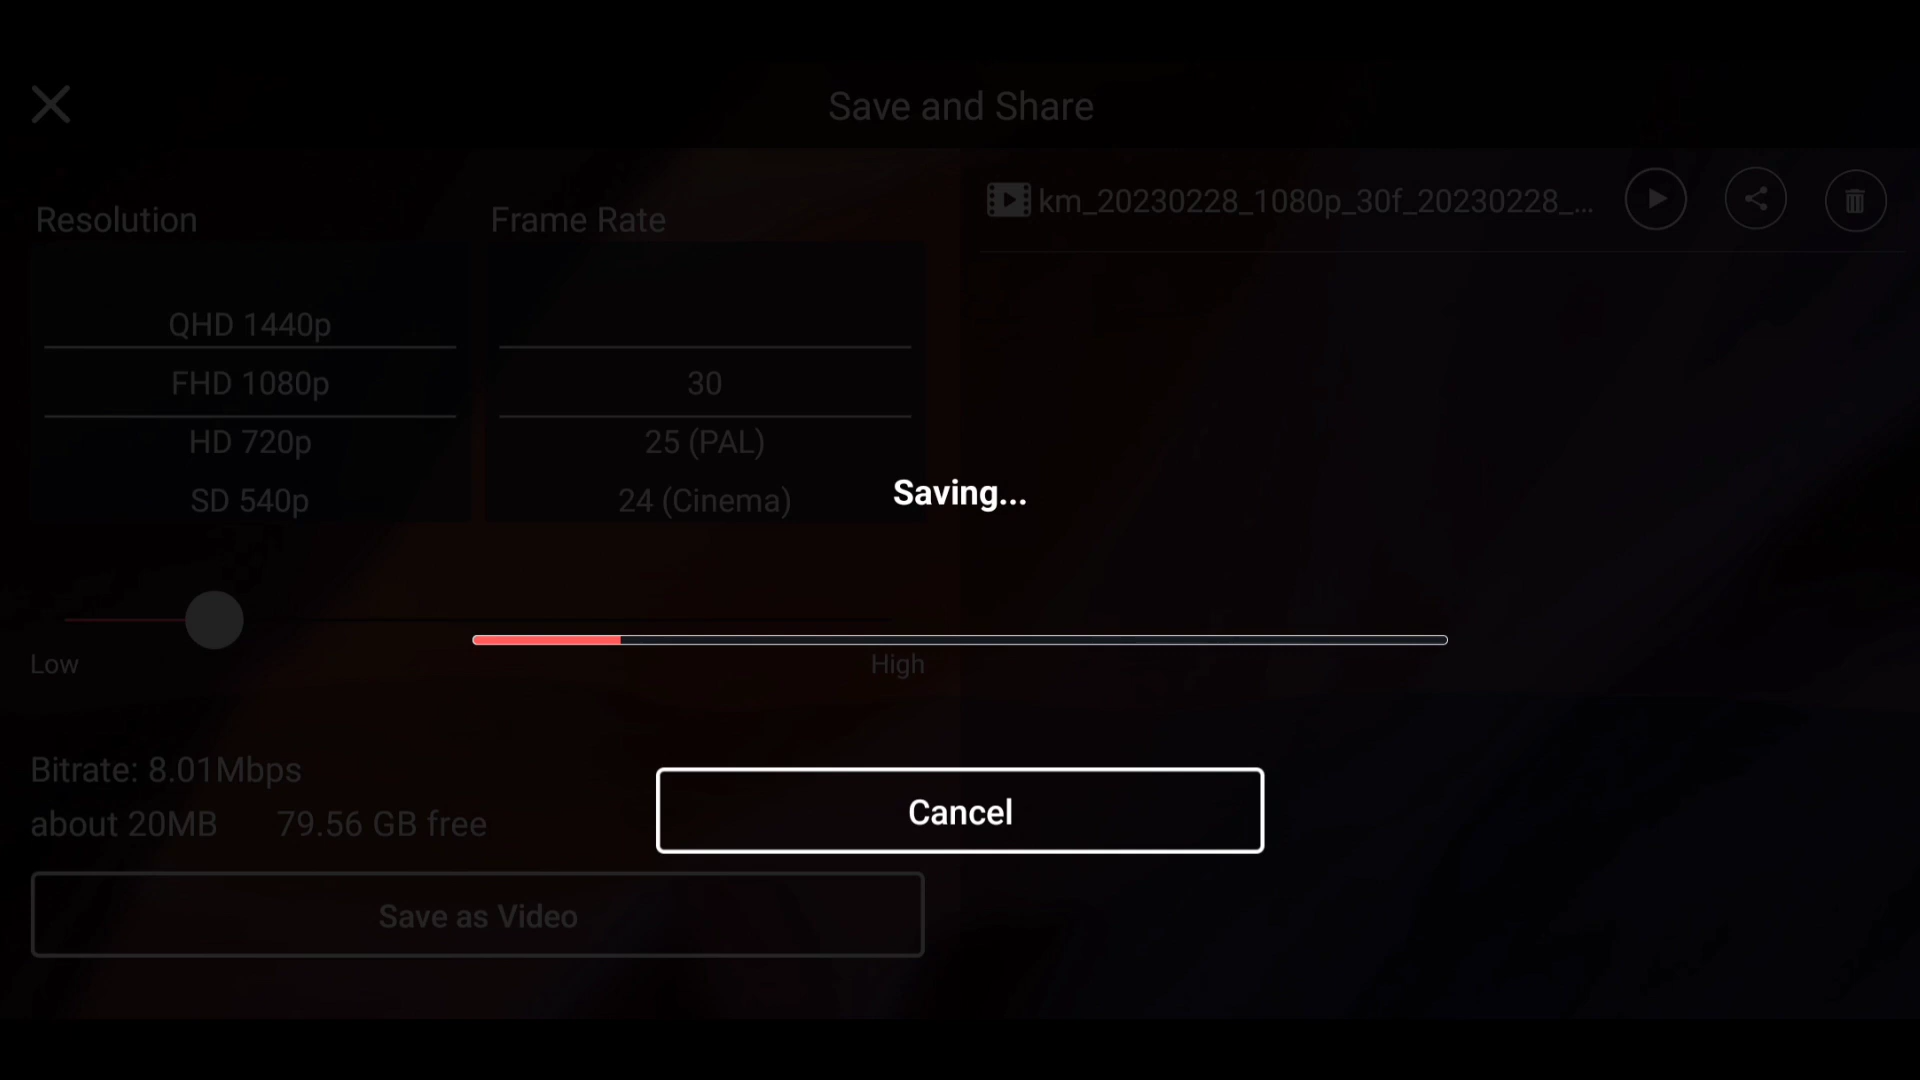 Save and Share
Resolution
Frame Rate
km_20230228_1080p_30f_20230228_...
QHD 1440p
FHD 1080p
30
HD 720p
25 (PAL)
SD 540p
24 (Cinema)
Saving...
Low
High
Bitrate: 8.01Mbps
about 20MB 79.56 GB free
Cancel
Save as Video